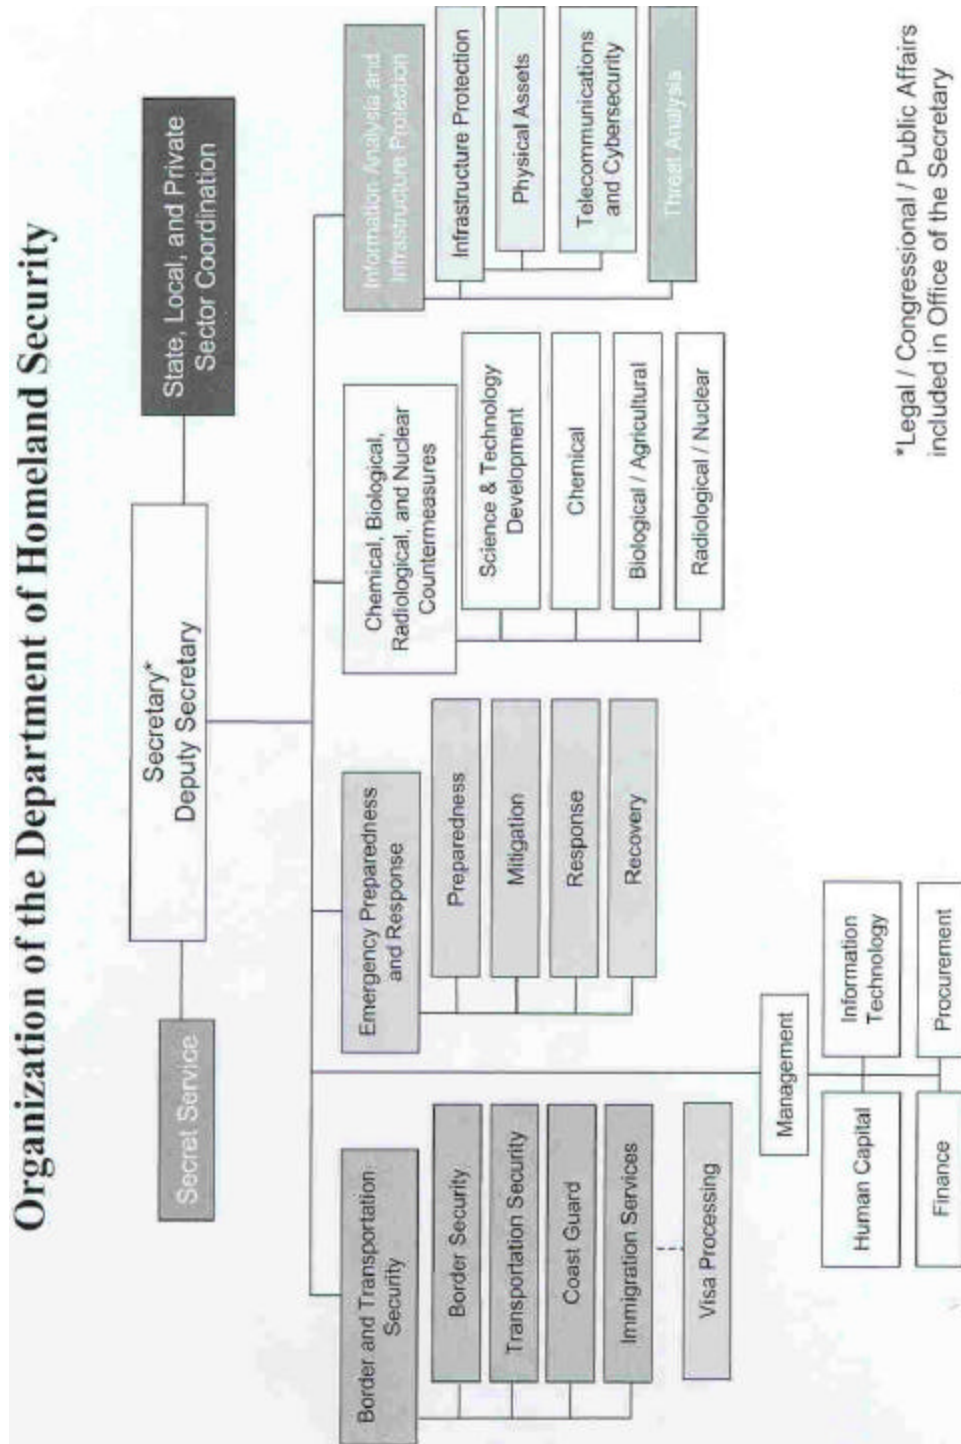 Organization of the Department of Homeland Security
Secret Service
Secretary*
Deputy Secretary
State, Local, and Private
Sector Coordination
Border and Transportation
Security
Border Security
Transportation Security
Coast Guard
Immigration Services
Visa Processing
Emergency Preparedness
and Response
Preparedness
Mitigation
Response
Recovery
Chemical, Biological,
Radiological, and Nuclear
Countermeasures
Science & Technology
Development
Chemical
Biological / Agricultural
Radiological / Nuclear
Information Analysis and
Infrastructure Protection
Infrastructure Protection
Physical Assets
Telecommunications
and Cybersecurity
Threat Analysis
Management
Human Capital
Information
Technology
Finance
Procurement
*Legal / Congressional / Public Affairs
included in Office of the Secretary